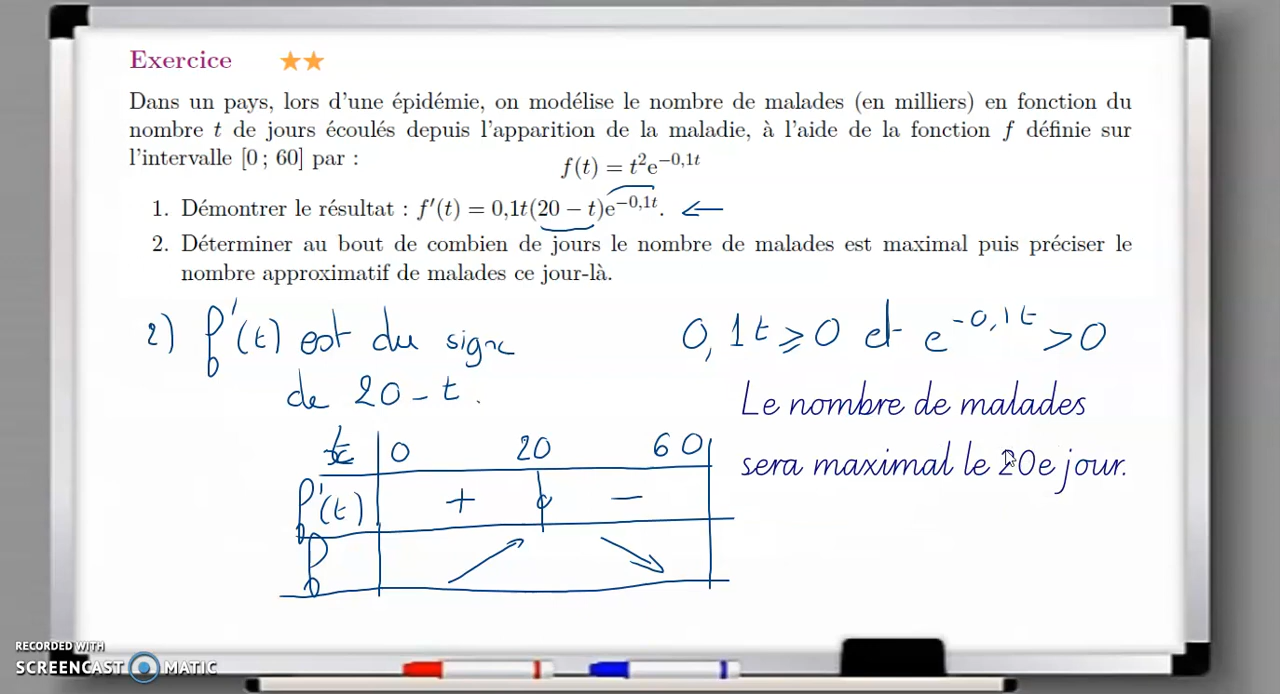 Exercice ★★
Dans un pays, lors d'une épidémie, on modélise le nombre de malades (en milliers) en fonction du
nombre t de jours écoulés depuis l'apparition de la maladie, à l'aide de la fonction f définie sur
l'intervalle [0 ; 60] par :
f(t) = t²e^{−0,1t}
1. Démontrer le résultat : f′(t) = 0,1t(20 − t)e^{−0,1t}. ←
2. Déterminer au bout de combien de jours le nombre de malades est maximal puis préciser le
nombre approximatif de malades ce jour-là.
2) f'(t) est du signe
de 20 - t.
0,1t ⩾ 0 et e^{-0,1t} > 0
Le nombre de malades
sera maximal le 20e jour.
t 0 20 60
f'(t) + 0 −
f ↗ ↘
RECORDED WITH
SCREENCAST MATIC